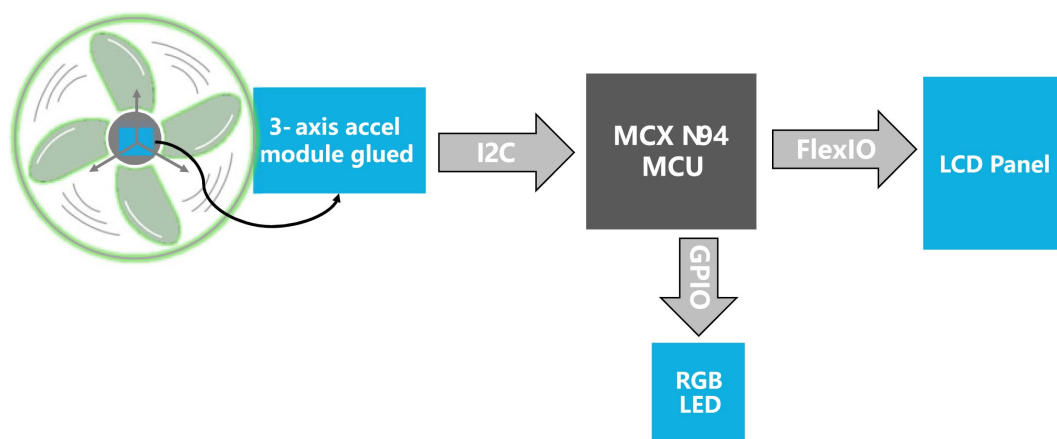 3-axis accel
module glued
I2C
MCX N94
MCU
FlexIO
LCD Panel
GPIO
RGB
LED